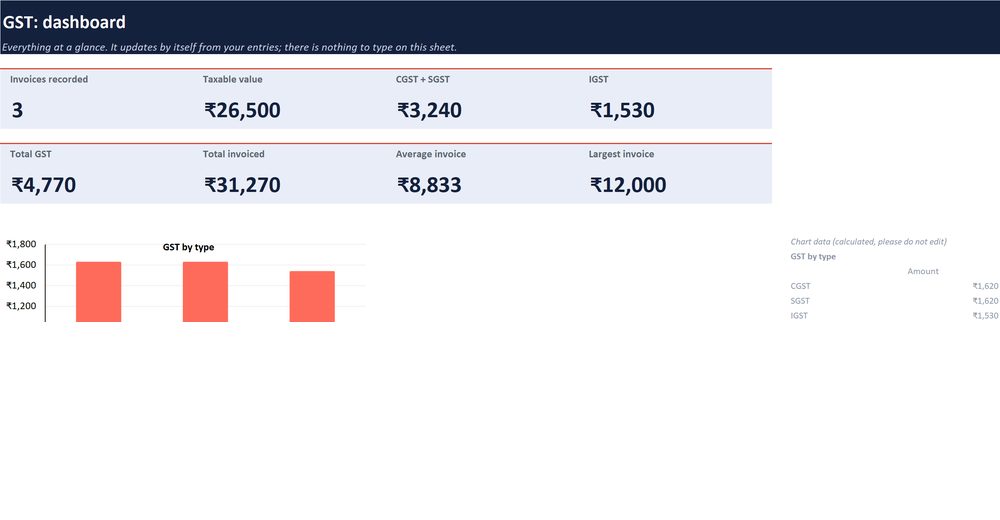 GST: dashboard
Everything at a glance. It updates by itself from your entries; there is nothing to type on this sheet.
Invoices recorded Taxable value CGST + SGST IGST
3 ₹26,500 ₹3,240 ₹1,530
Total GST Total invoiced Average invoice Largest invoice
₹4,770 ₹31,270 ₹8,833 ₹12,000
GST by type
₹1,800
₹1,600
₹1,400
₹1,200
Chart data (calculated, please do not edit)
GST by type
Amount
CGST ₹1,620
SGST ₹1,620
IGST ₹1,530